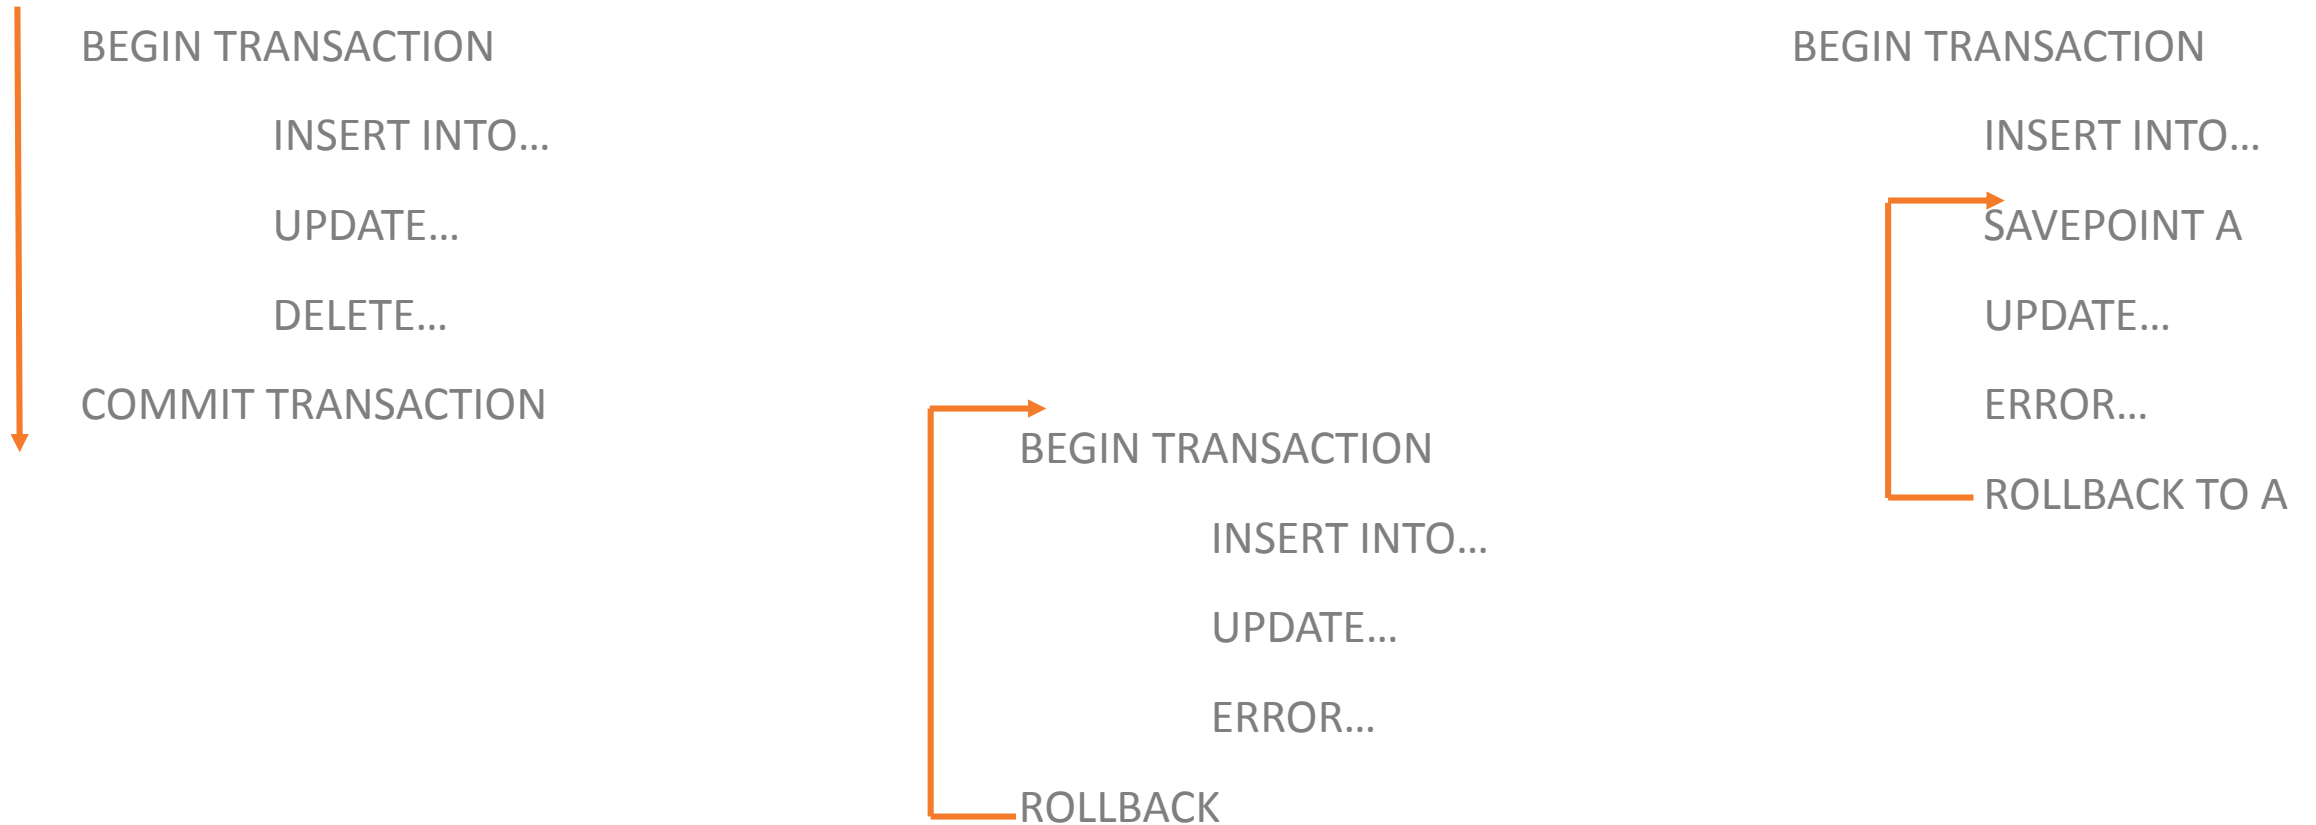 BEGIN TRANSACTION
INSERT INTO…
UPDATE…
DELETE…
COMMIT TRANSACTION
BEGIN TRANSACTION
INSERT INTO…
UPDATE…
ERROR…
ROLLBACK
BEGIN TRANSACTION
INSERT INTO…
SAVEPOINT A
UPDATE…
ERROR…
ROLLBACK TO A